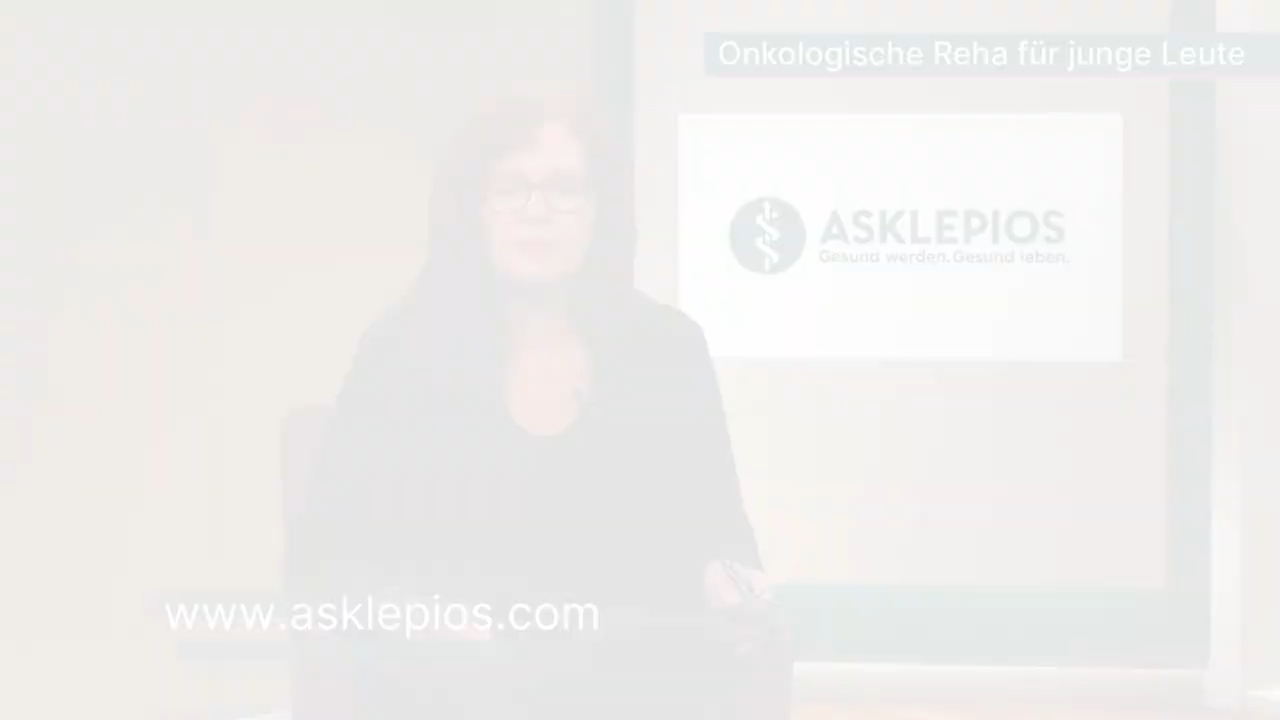 Onkologische Reha für junge Leute
ASKLEPIOS
Gesund werden. Gesund leben.
www.asklepios.com